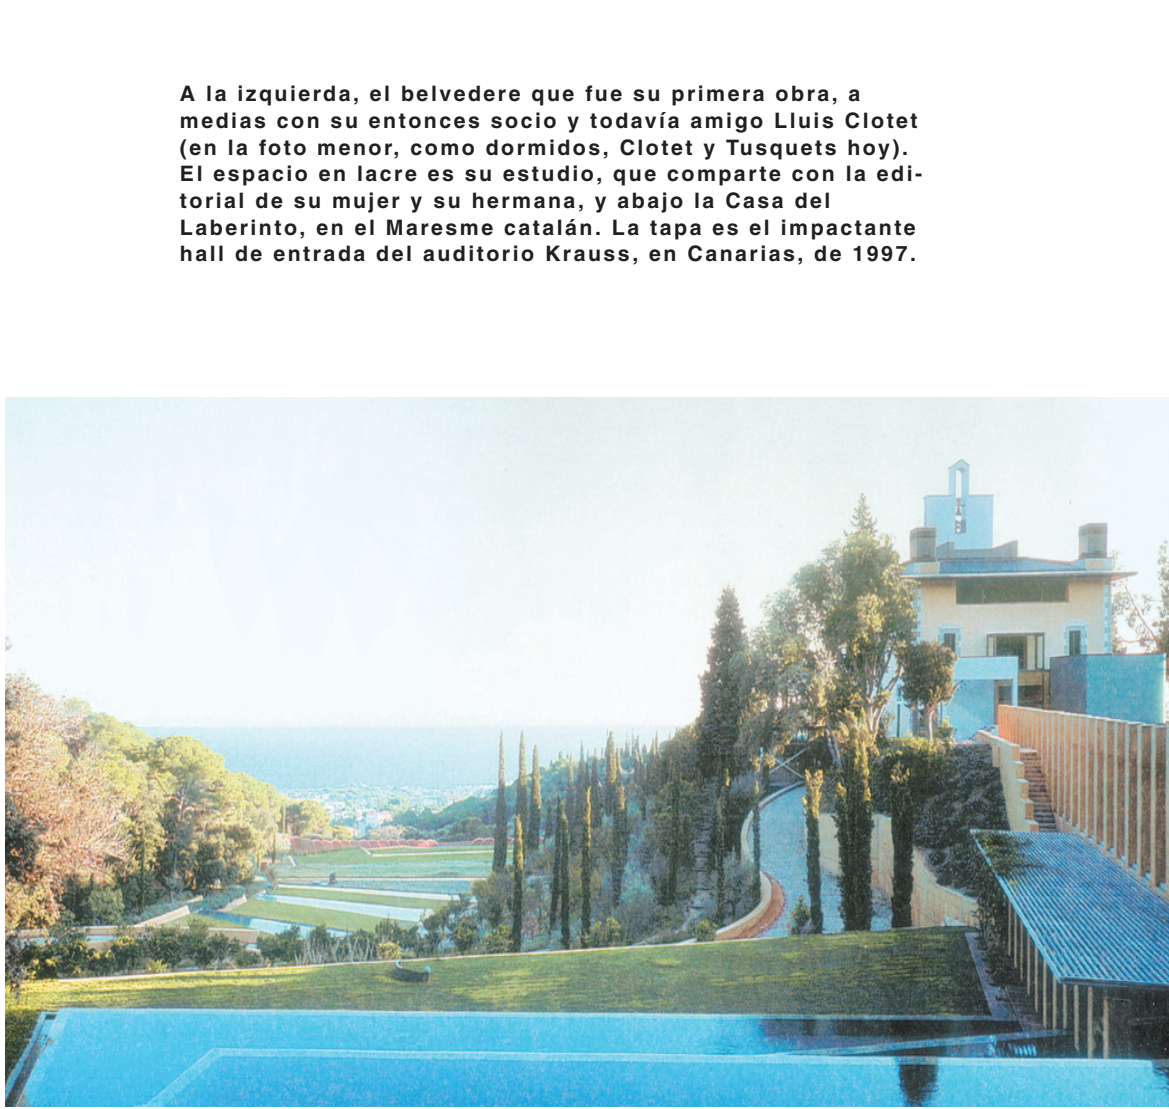 A la izquierda, el belvedere que fue su primera obra, a
medias con su entonces socio y todavía amigo Lluis Clotet
(en la foto menor, como dormidos, Clotet y Tusquets hoy).
El espacio en lacre es su estudio, que comparte con la edi-
torial de su mujer y su hermana, y abajo la Casa del
Laberinto, en el Maresme catalán. La tapa es el impactante
hall de entrada del auditorio Krauss, en Canarias, de 1997.